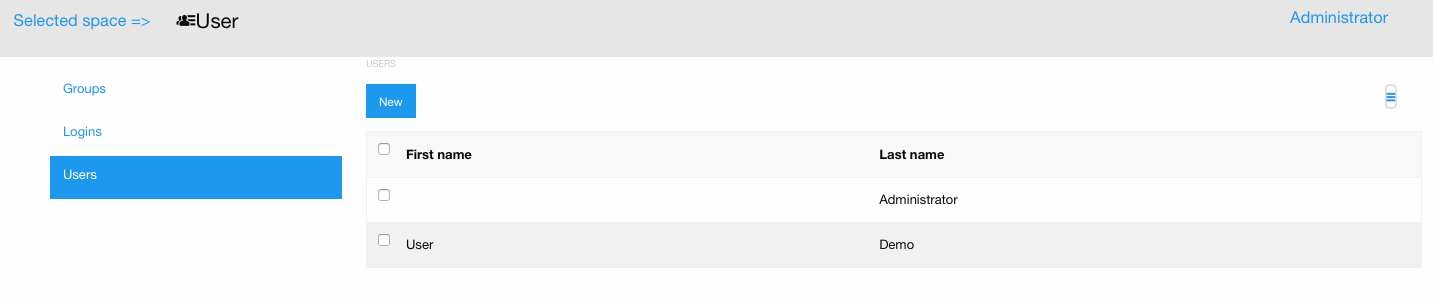 Selected space => User Administrator
USERS
Groups
New
Logins
First name Last name
Users
Administrator
User Demo